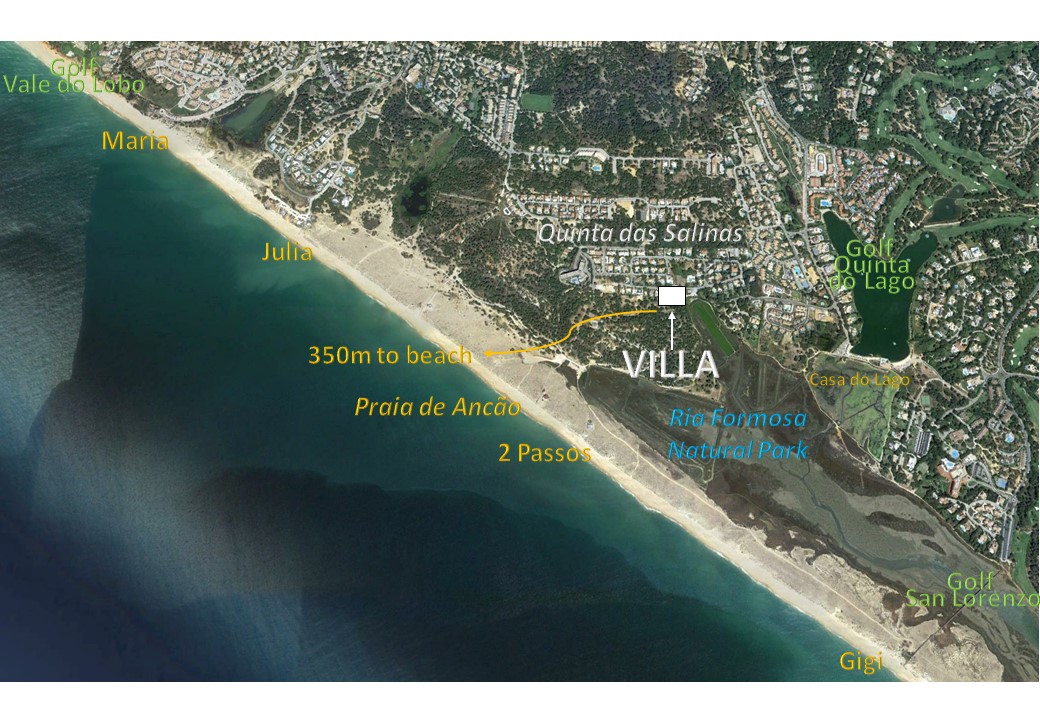 Golf
Vale do Lobo
Maria
Julia
Quinta das Salinas
Golf
Quinta
do Lago
350m to beach
VILLA
Casa do Lago
Praia de Ancão
Ria Formosa
Natural Park
2 Passos
Golf
San Lorenzo
Gigi